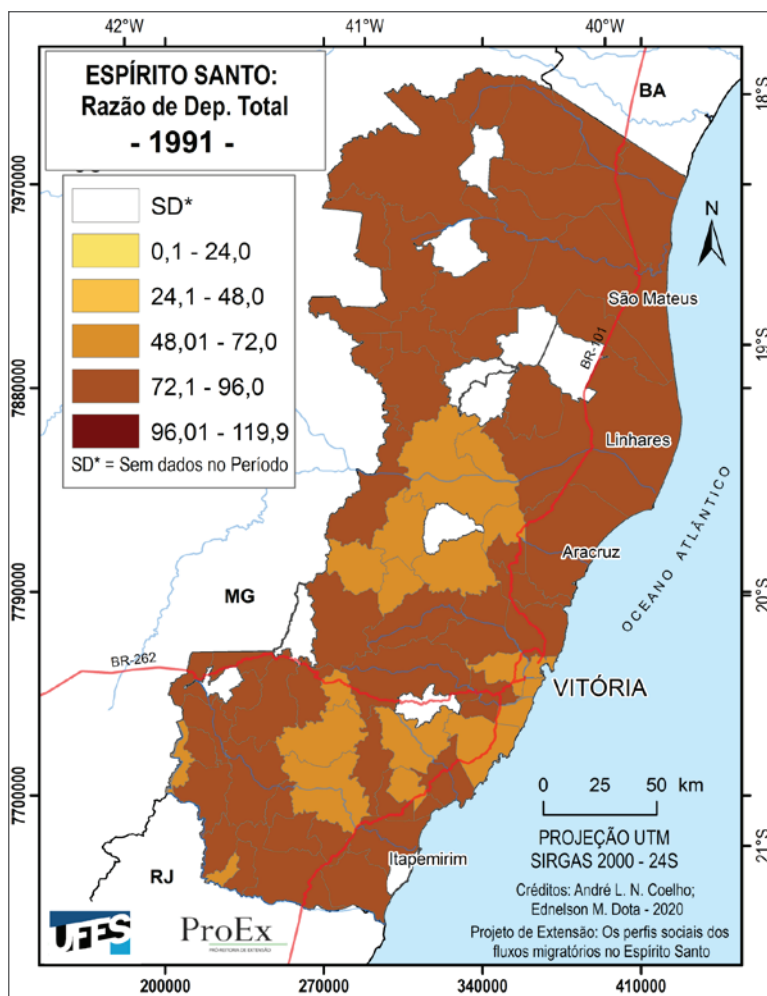 42°W 41°W 40°W
ESPÍRITO SANTO:
Razão de Dep. Total
- 1991 -
SD*
0,1 - 24,0
24,1 - 48,0
48,01 - 72,0
72,1 - 96,0
96,01 - 119,9
SD* = Sem dados no Período
BA
18°S
7970000
N
São Mateus
BR-101
19°S
7880000
Linhares
OCEANO ATLÂNTICO
Aracruz
MG
20°S
7790000
BR-262
VITÓRIA
0 25 50 km
7700000
PROJEÇÃO UTM
SIRGAS 2000 - 24S
21°S
Itapemirim
RJ
Créditos: André L. N. Coelho;
Ednelson M. Dota - 2020
Projeto de Extensão: Os perfis sociais dos
fluxos migratórios no Espírito Santo
UFES
ProEx
PRÓ-REITORIA DE EXTENSÃO
200000 270000 340000 410000